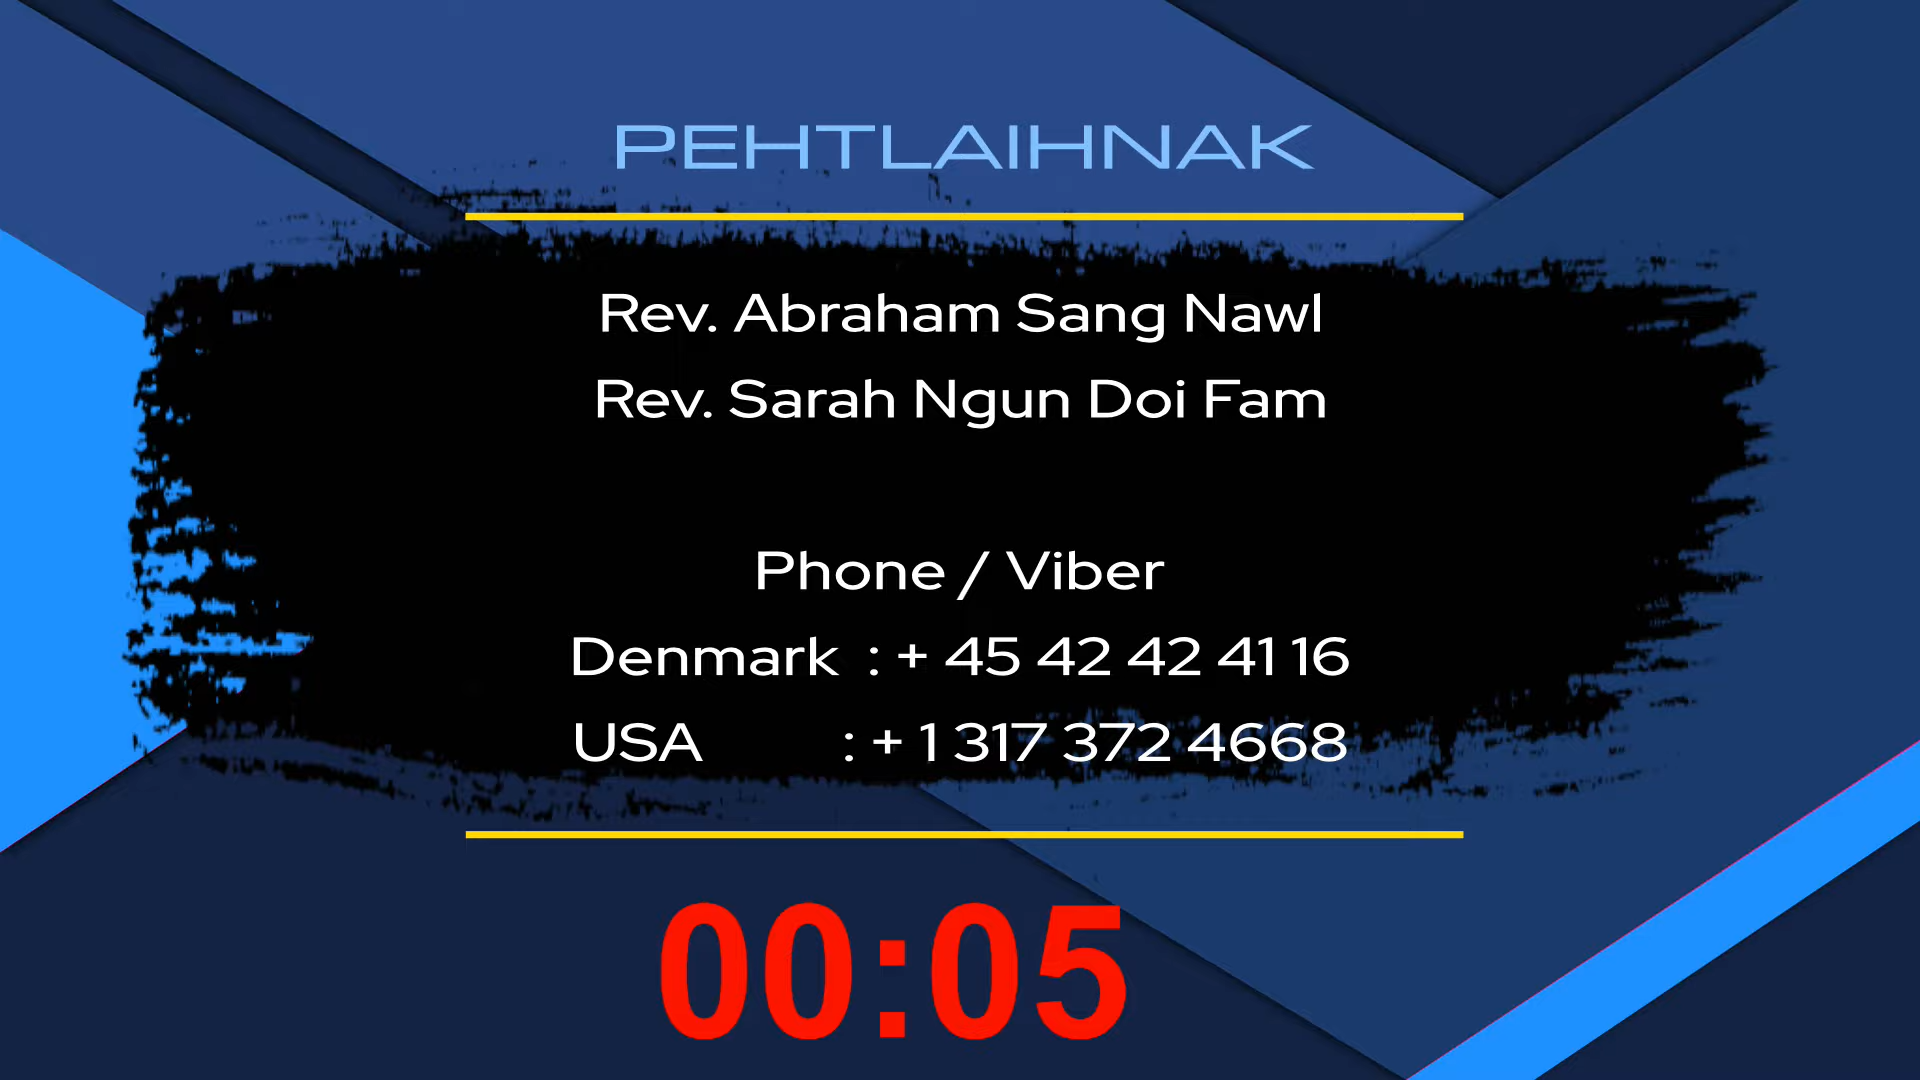 PEHTLAIHNAK
Rev. Abraham Sang Nawl
Rev. Sarah Ngun Doi Fam
Phone / Viber
Denmark : + 45 42 42 41 16
USA : + 1 317 372 4668
00:05